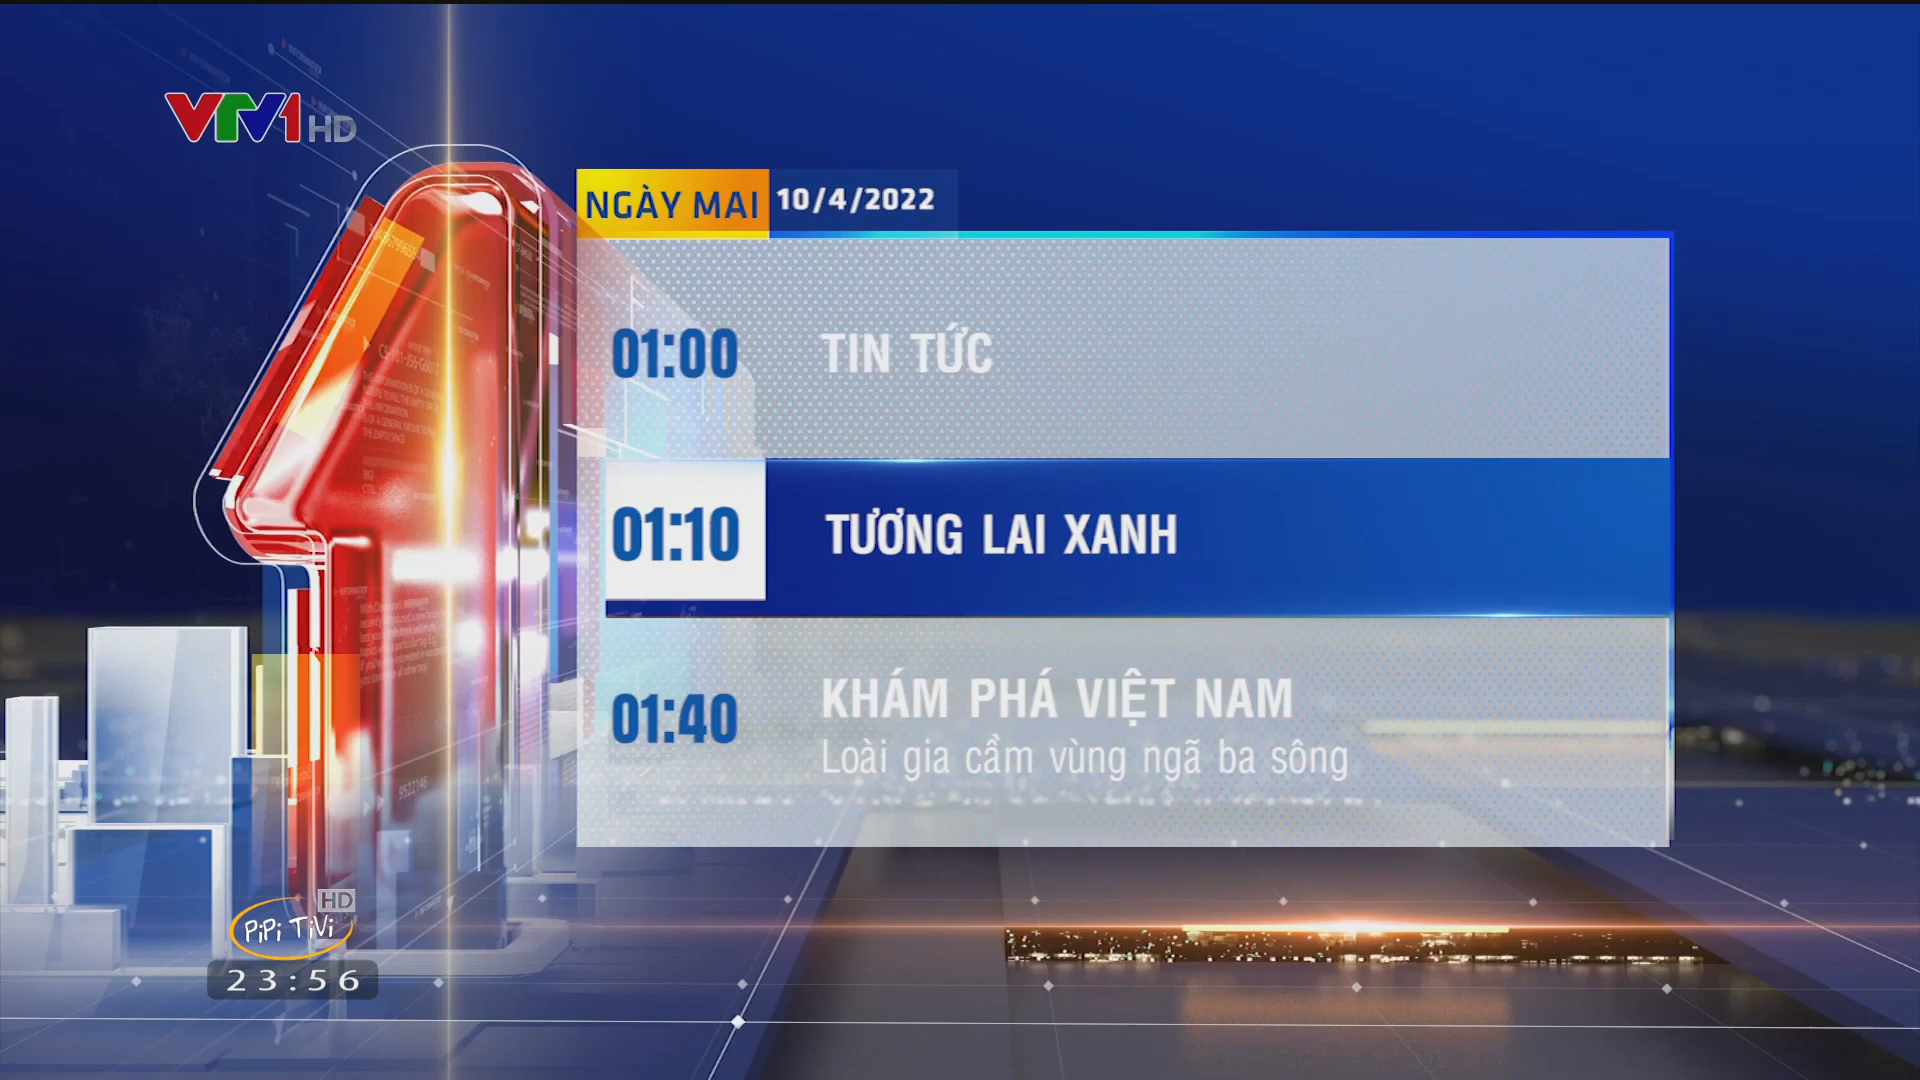 VTV1 HD
NGÀY MAI 10/4/2022
01:00 TIN TỨC
01:10 TƯƠNG LAI XANH
01:40 KHÁM PHÁ VIỆT NAM
Loài gia cầm vùng ngã ba sông
HD
PiPi TiVi
23:56